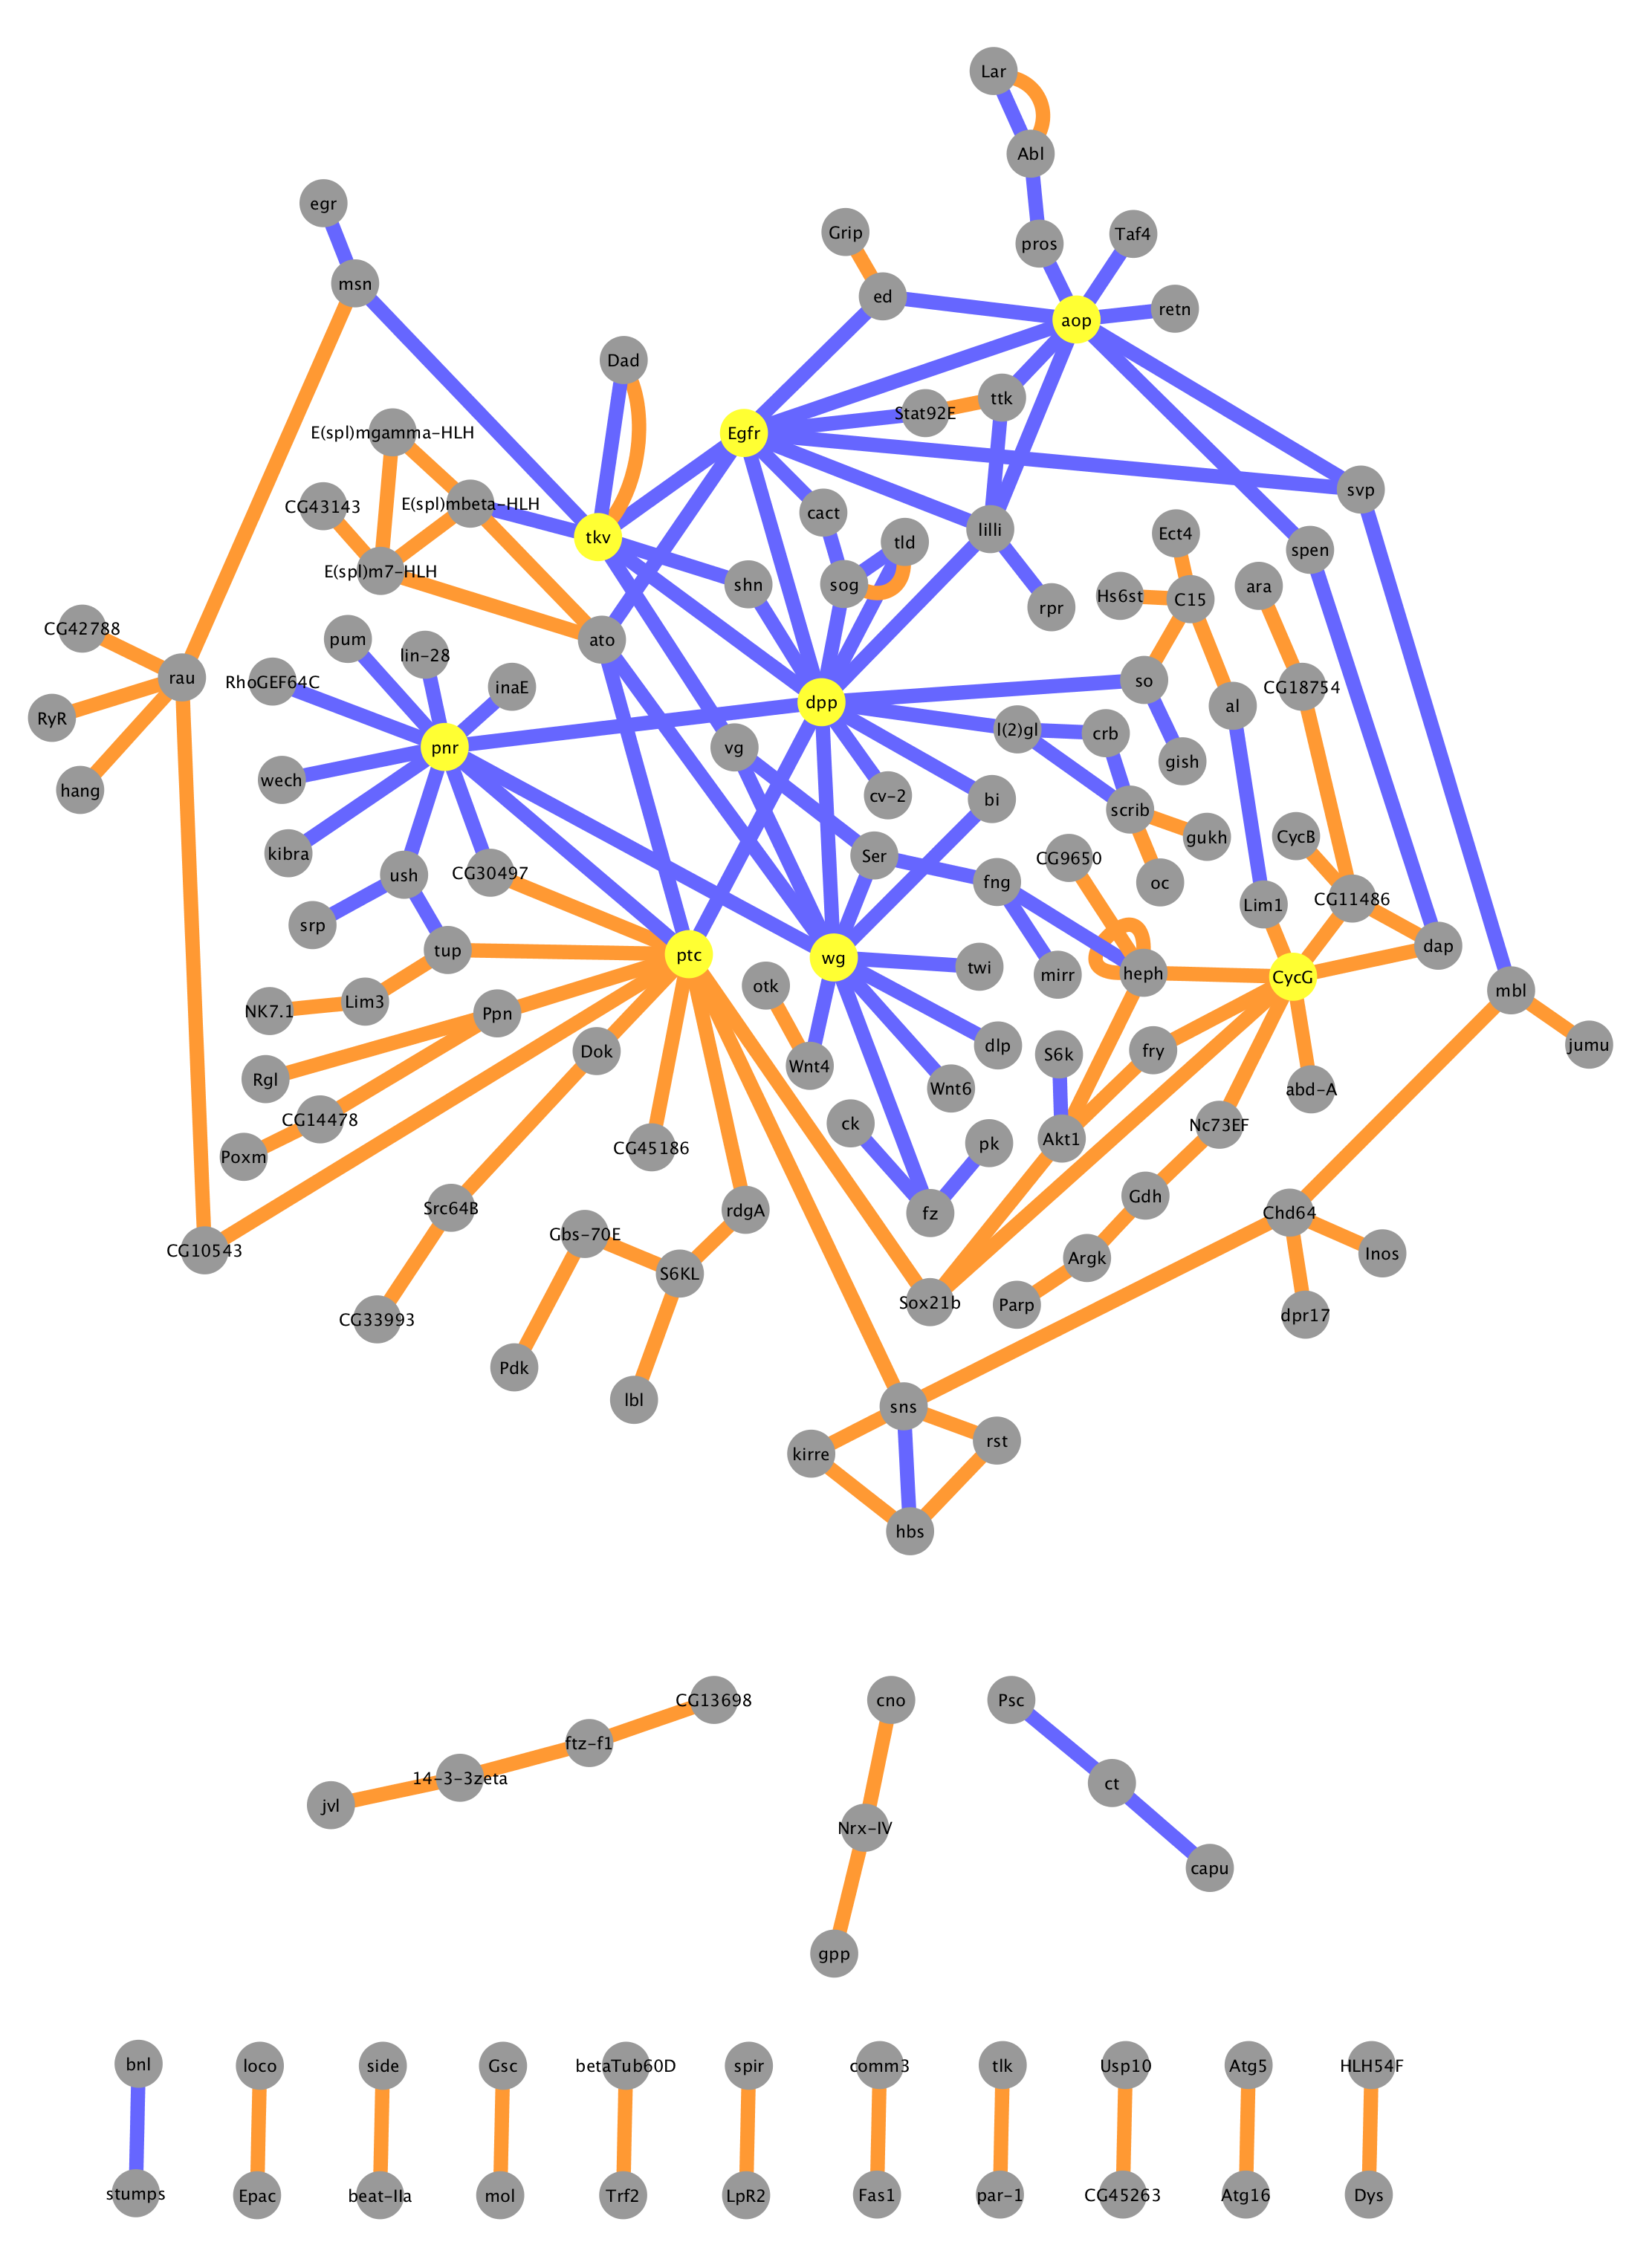 Lar
Abl
egr
Grip
pros
Taf4
msn
ed
retn
aop
Dad
ttk
Stat92E
E(spl)mgamma-HLH
Egfr
svp
CG43143
E(spl)mbeta-HLH
cact
tkv
tld
lilli
Ect4
spen
E(spl)m7-HLH
shn
sog
rpr
Hs6st
C15
ara
CG42788
pum
ato
lin-28
rau
RhoGEF64C
inaE
so
CG18754
RyR
dpp
al
l(2)gl
crb
pnr
vg
gish
wech
hang
cv-2
bi
scrib
gukh
CycB
kibra
Ser
CG9650
ush
CG30497
fng
oc
CG11486
Lim1
srp
tup
ptc
wg
twi
mirr
heph
CycG
dap
otk
mbl
NK7.1
Lim3
Ppn
Dok
dlp
S6k
fry
jumu
Rgl
Wnt4
Wnt6
abd-A
CG14478
ck
Nc73EF
Poxm
CG45186
pk
Akt1
Src64B
rdgA
fz
Gdh
Chd64
Gbs-70E
CG10543
S6KL
Argk
Inos
CG33993
Sox21b
Parp
dpr17
Pdk
lbl
sns
kirre
rst
hbs
CG13698
cno
Psc
ftz-f1
14-3-3zeta
ct
jvl
Nrx-IV
capu
gpp
bnl
loco
side
Gsc
betaTub60D
spir
comm3
tlk
Usp10
Atg5
HLH54F
stumps
Epac
beat-IIa
mol
Trf2
LpR2
Fas1
par-1
CG45263
Atg16
Dys